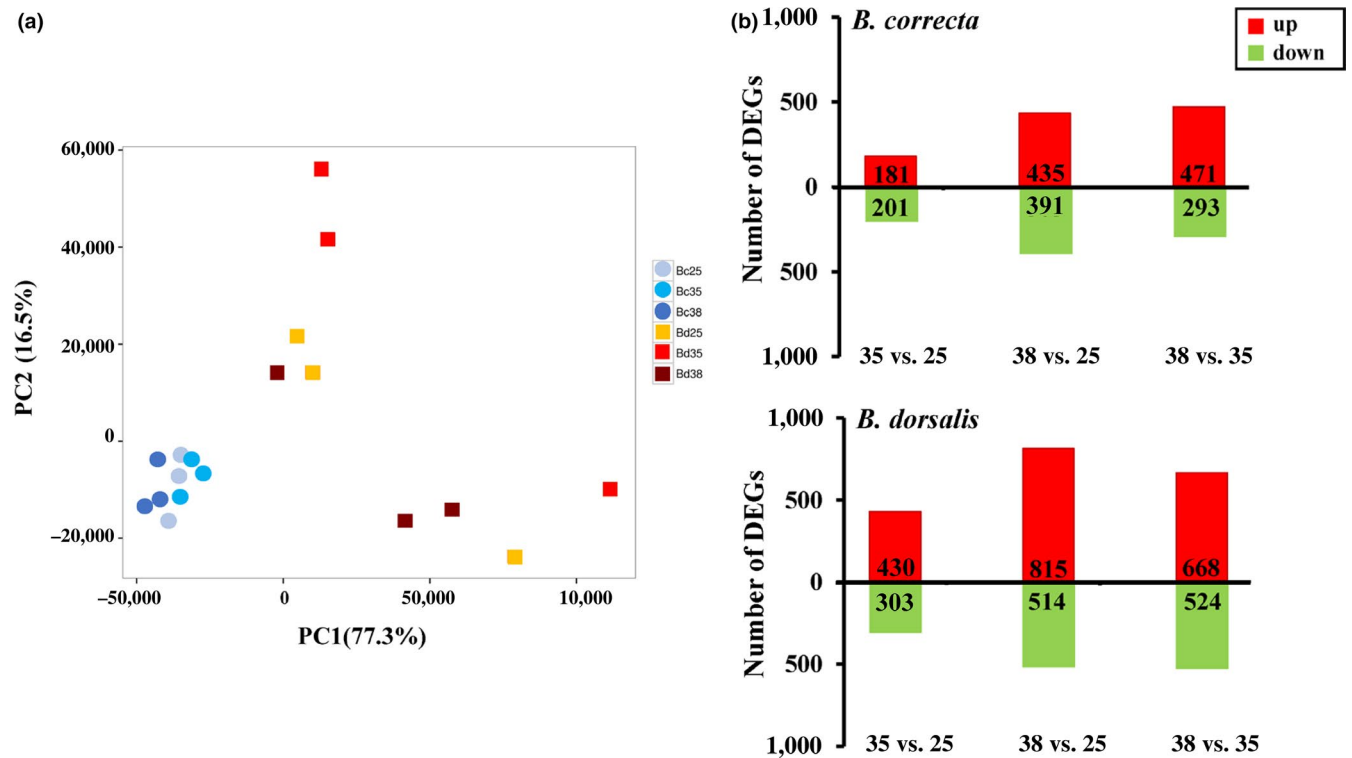 (a)
60,000
40,000
20,000
0
–20,000
PC2 (16.5%)
–50,000
0
50,000
10,000
PC1(77.3%)
Bc25
Bc35
Bc38
Bd25
Bd35
Bd38
(b)
B. correcta
up
down
Number of DEGs
1,000
500
0
500
1,000
181
435
471
201
391
293
35 vs. 25
38 vs. 25
38 vs. 35
B. dorsalis
Number of DEGs
1,000
500
0
500
1,000
430
815
668
303
514
524
35 vs. 25
38 vs. 25
38 vs. 35